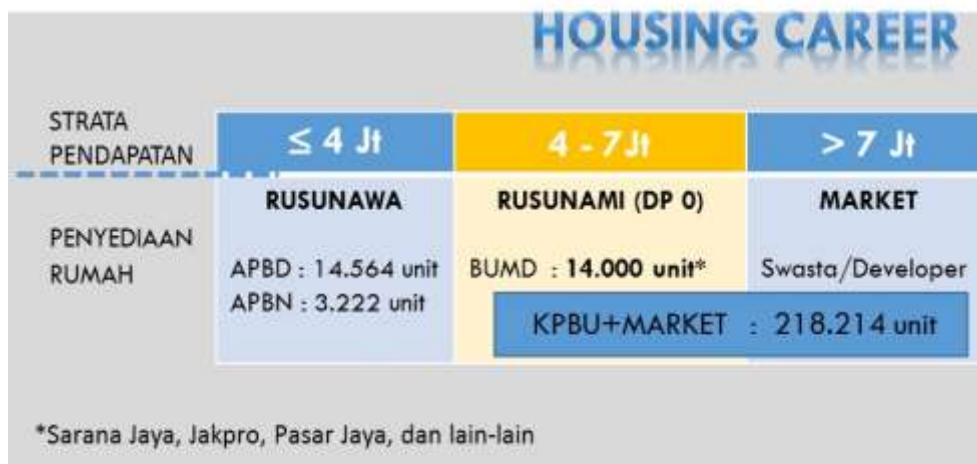 HOUSING CAREER
STRATA
PENDAPATAN
≤ 4 Jt
4 - 7 Jt
> 7 Jt
PENYEDIAAN
RUMAH
RUSUNAWA
APBD : 14.564 unit
APBN : 3.222 unit
RUSUNAMI (DP 0)
BUMD : 14.000 unit*
MARKET
Swasta/Developer
KPBU+MARKET : 218.214 unit
*Sarana Jaya, Jakpro, Pasar Jaya, dan lain-lain